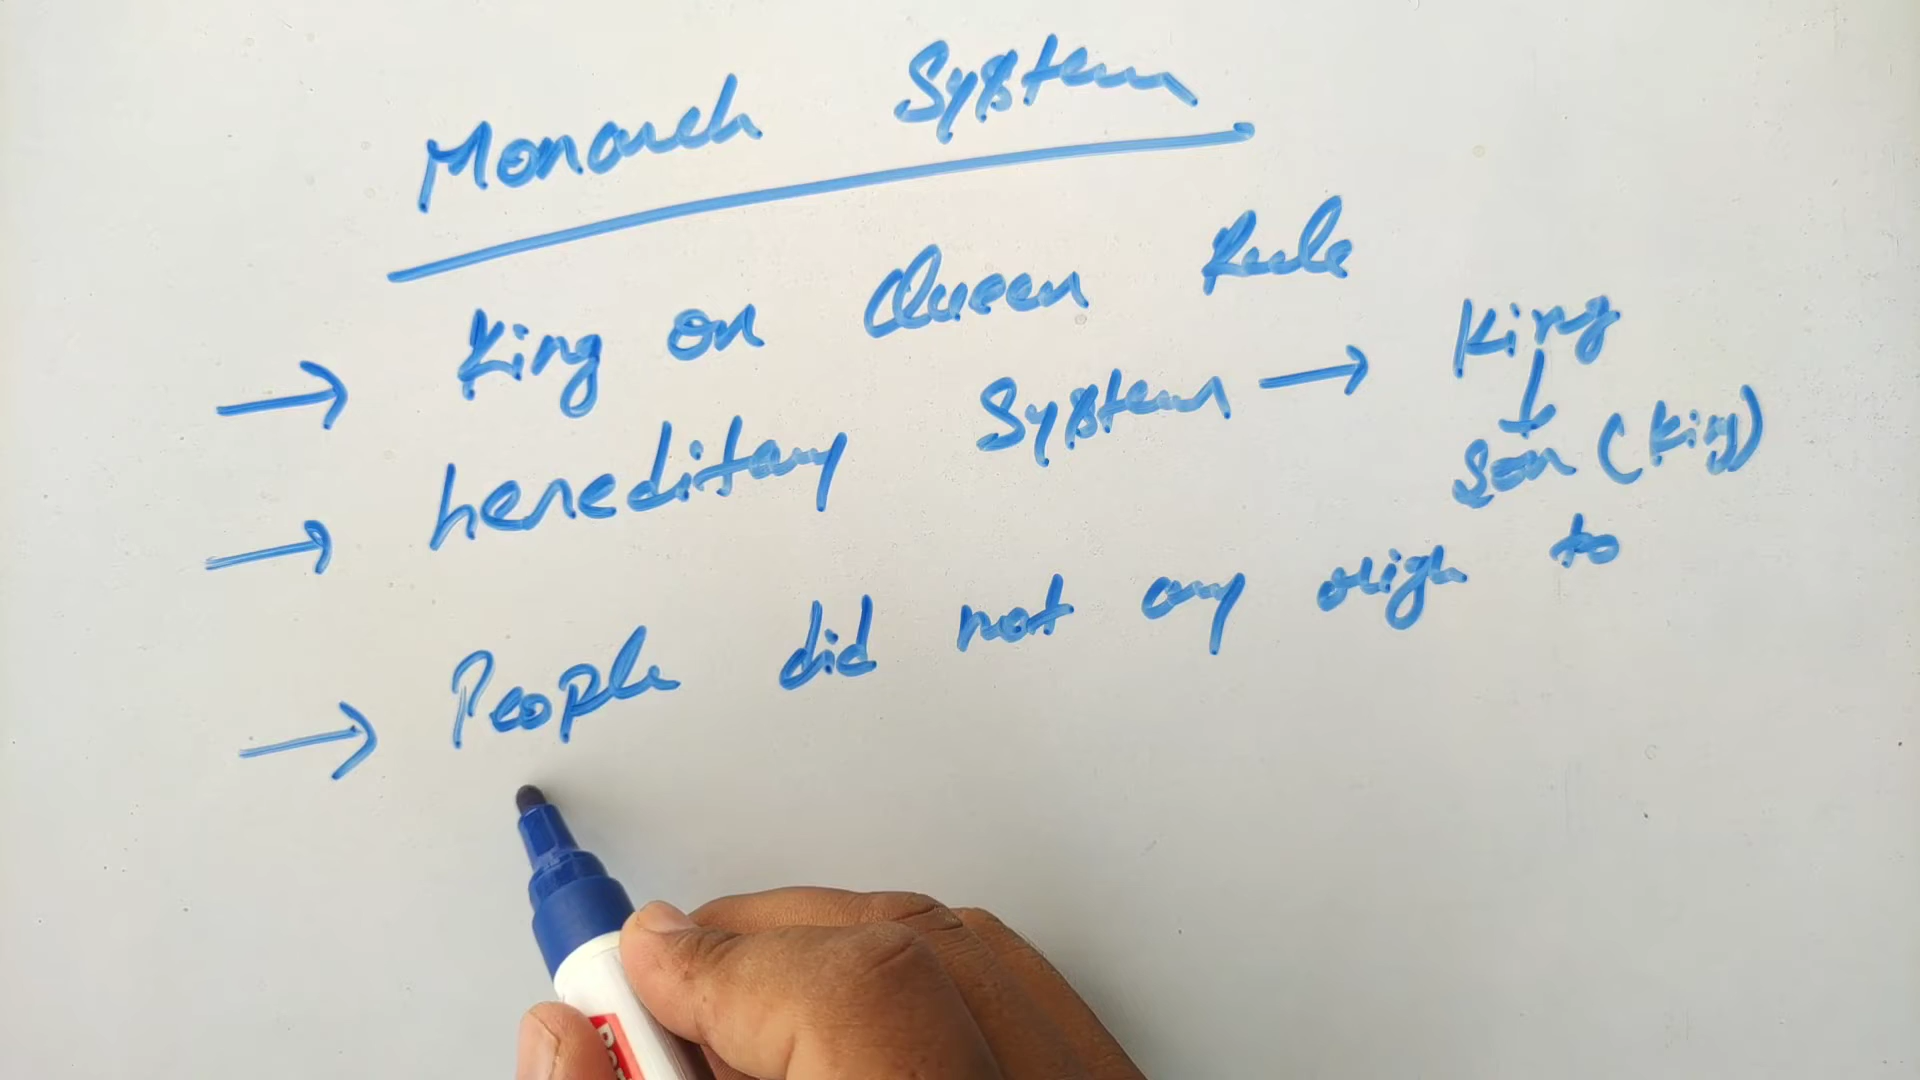 Monarch System
→ King or Queen Rule
→ hereditary System → King
↓
Son (King)
→ People did not any righ to